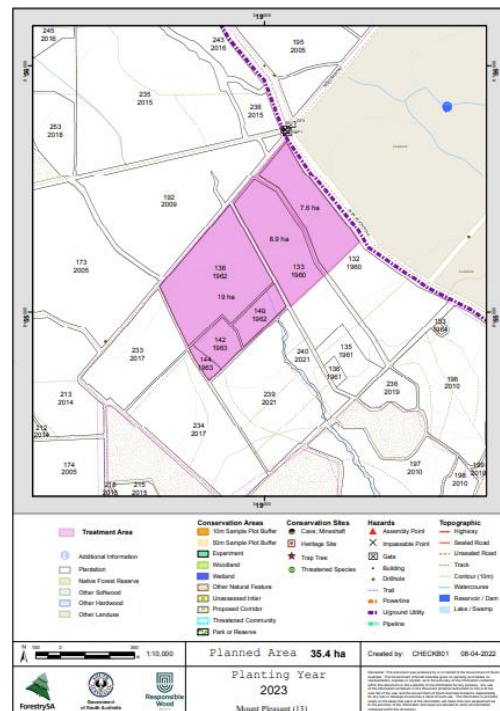 245
2016
243
2016
195
2005
235
2015
236
2015
253
2018
192
2009
7.6 ha
8.9 ha
173
2005
138
1962
133
1960
132
1960
19 ha
140
1962
142
1963
144
1963
233
2017
240
2021
135
1961
136
1961
153
1964
213
2014
234
2017
239
2021
236
2019
196
2010
174
2005
197
2010
198
2010
Treatment Area
Additional Information
Plantation
Native Forest Reserve
Other Softwood
Other Hardwood
Other Landuse
Conservation Areas
10m Sample Plot Buffer
50m Sample Plot Buffer
Experiment
Woodland
Wetland
Other Natural Feature
Unassessed Inlier
Proposed Corridor
Threatened Community
Park or Reserve
Conservation Sites
Cave; Mineshaft
Heritage Site
Trap Tree
Threatened Species
Hazards
Assembly Point
Impassable Point
Gate
Building
Drillhole
Trail
Powerline
U/ground Utility
Pipeline
Topographic
Highway
Sealed Road
Unsealed Road
Track
Contour (10m)
Watercourse
Reservoir / Dam
Lake / Swamp
N
1:10,000
Planned Area 35.4 ha
Created by: CHECKB01 08-04-2022
ForestrySA
Government
of South Australia
Responsible
Wood
Planting Year
2023
Mount Pleasant (13)